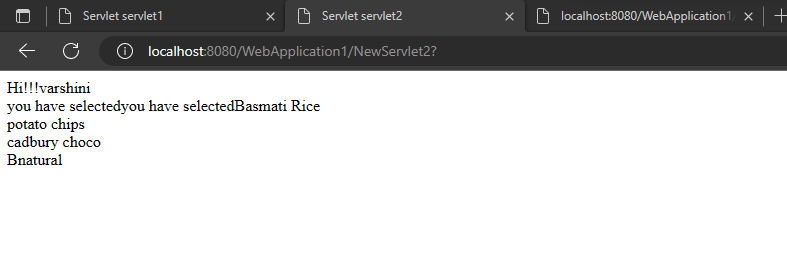 Servlet servlet1
Servlet servlet2
localhost:8080/WebApplication1/
localhost:8080/WebApplication1/NewServlet2?
Hi!!!varshini
you have selectedyou have selectedBasmati Rice
potato chips
cadbury choco
Bnatural